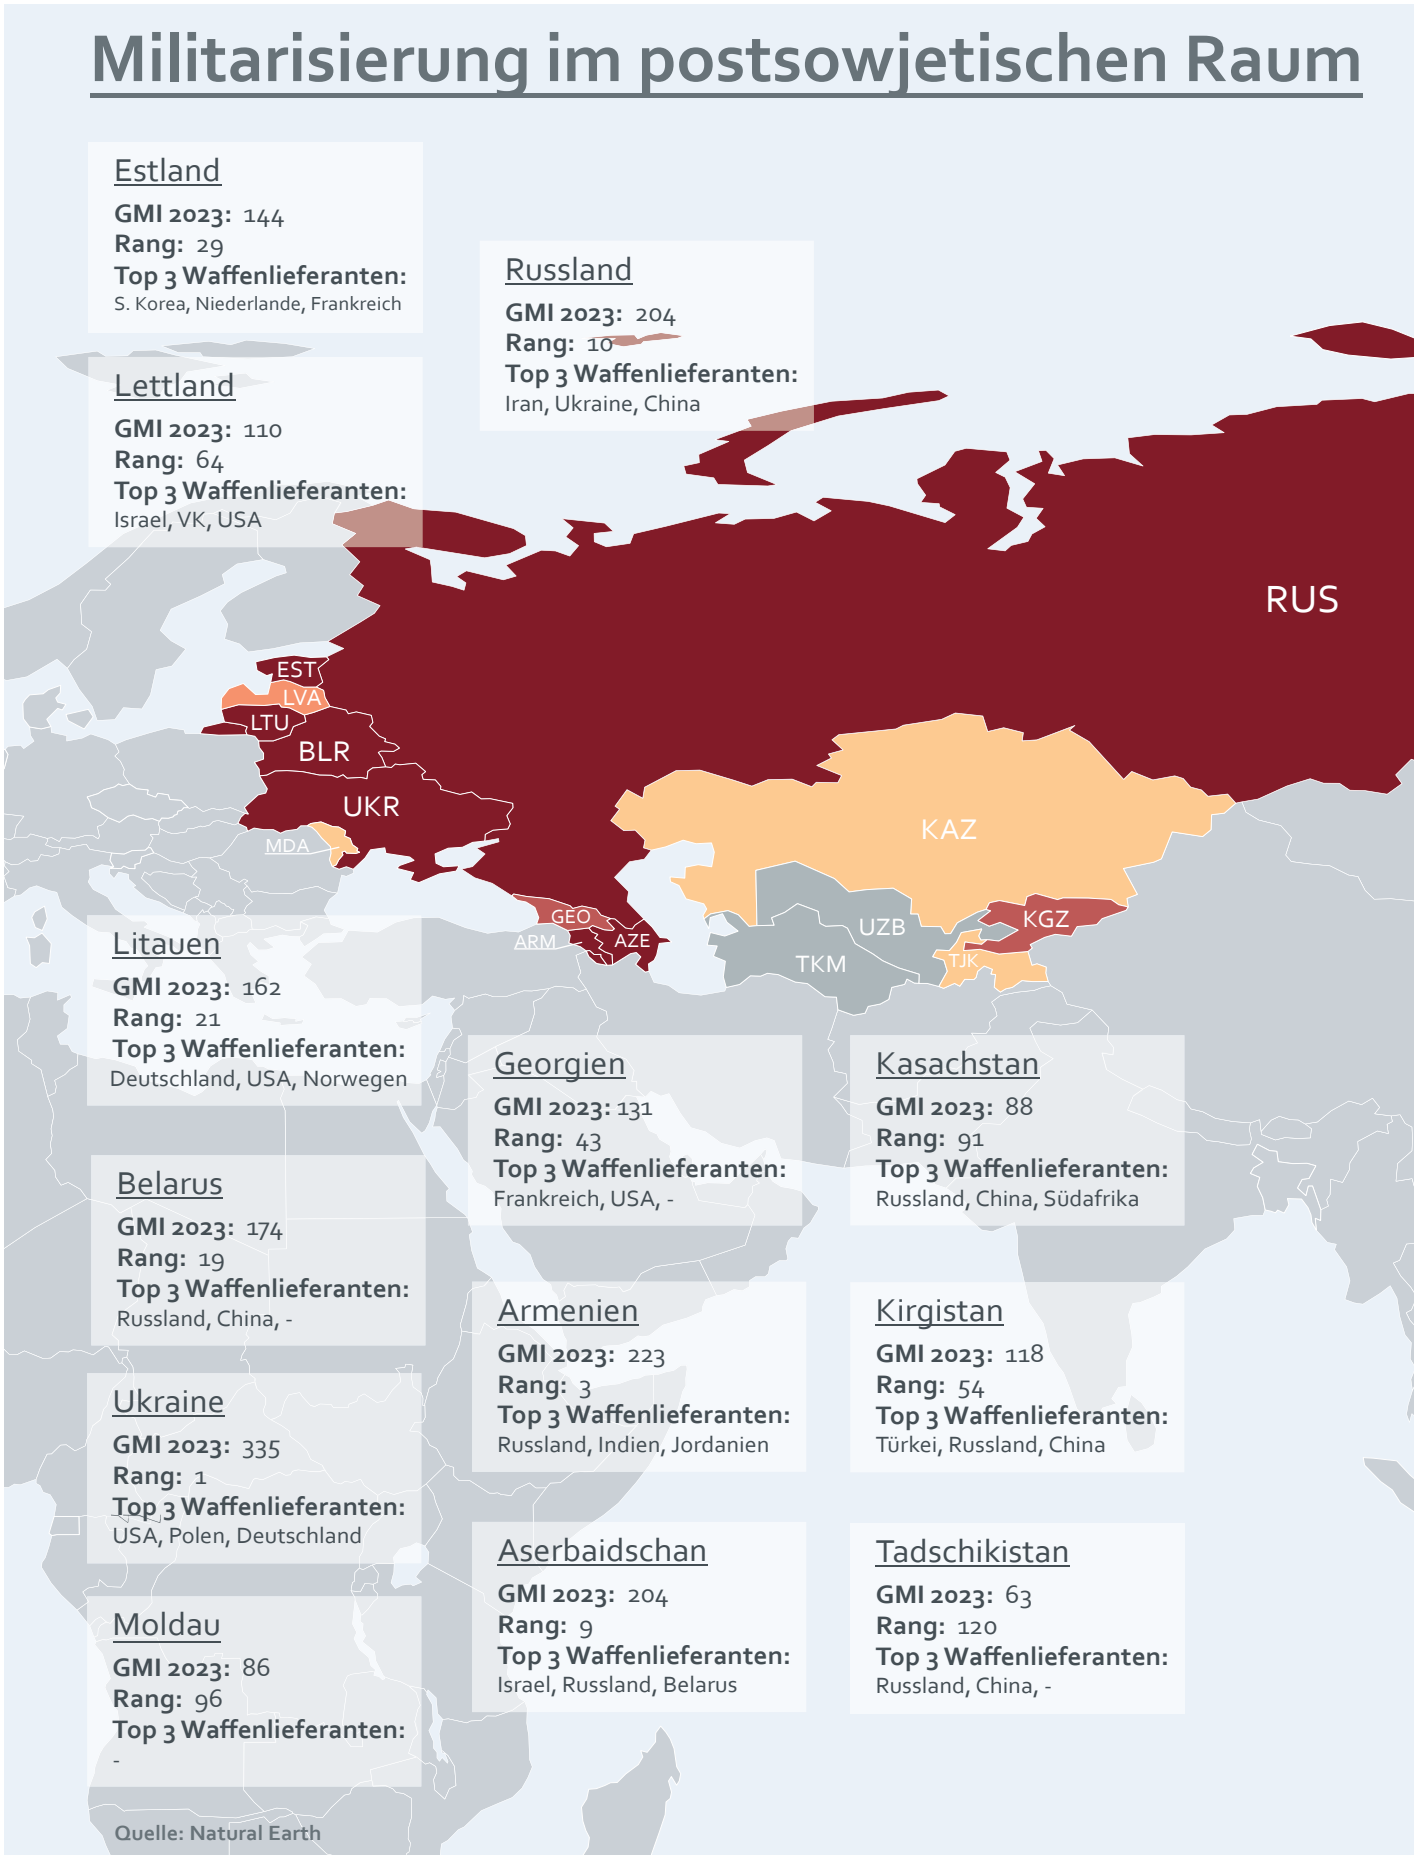 Militarisierung im postsowjetischen Raum
Estland
GMI 2023: 144
Rang: 29
Top 3 Waffenlieferanten:
S. Korea, Niederlande, Frankreich
Russland
GMI 2023: 204
Rang: 10
Top 3 Waffenlieferanten:
Iran, Ukraine, China
Lettland
GMI 2023: 110
Rang: 64
Top 3 Waffenlieferanten:
Israel, VK, USA
RUS
EST
LVA
LTU
BLR
UKR
MDA
KAZ
GEO
ARM
AZE
UZB
TKM
KGZ
TJK
Litauen
GMI 2023: 162
Rang: 21
Top 3 Waffenlieferanten:
Deutschland, USA, Norwegen
Georgien
GMI 2023: 131
Rang: 43
Top 3 Waffenlieferanten:
Frankreich, USA, -
Kasachstan
GMI 2023: 88
Rang: 91
Top 3 Waffenlieferanten:
Russland, China, Südafrika
Belarus
GMI 2023: 174
Rang: 19
Top 3 Waffenlieferanten:
Russland, China, -
Armenien
GMI 2023: 223
Rang: 3
Top 3 Waffenlieferanten:
Russland, Indien, Jordanien
Kirgistan
GMI 2023: 118
Rang: 54
Top 3 Waffenlieferanten:
Türkei, Russland, China
Ukraine
GMI 2023: 335
Rang: 1
Top 3 Waffenlieferanten:
USA, Polen, Deutschland
Aserbaidschan
GMI 2023: 204
Rang: 9
Top 3 Waffenlieferanten:
Israel, Russland, Belarus
Tadschikistan
GMI 2023: 63
Rang: 120
Top 3 Waffenlieferanten:
Russland, China, -
Moldau
GMI 2023: 86
Rang: 96
Top 3 Waffenlieferanten:
-
Quelle: Natural Earth